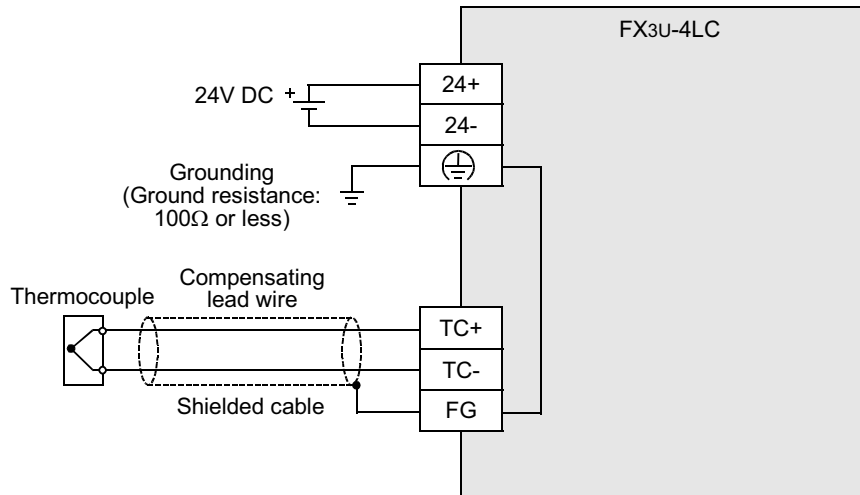 FX3U-4LC
24+
24V DC
+
24-
Grounding
(Ground resistance:
100Ω or less)
Compensating
lead wire
Thermocouple
TC+
TC-
Shielded cable
FG